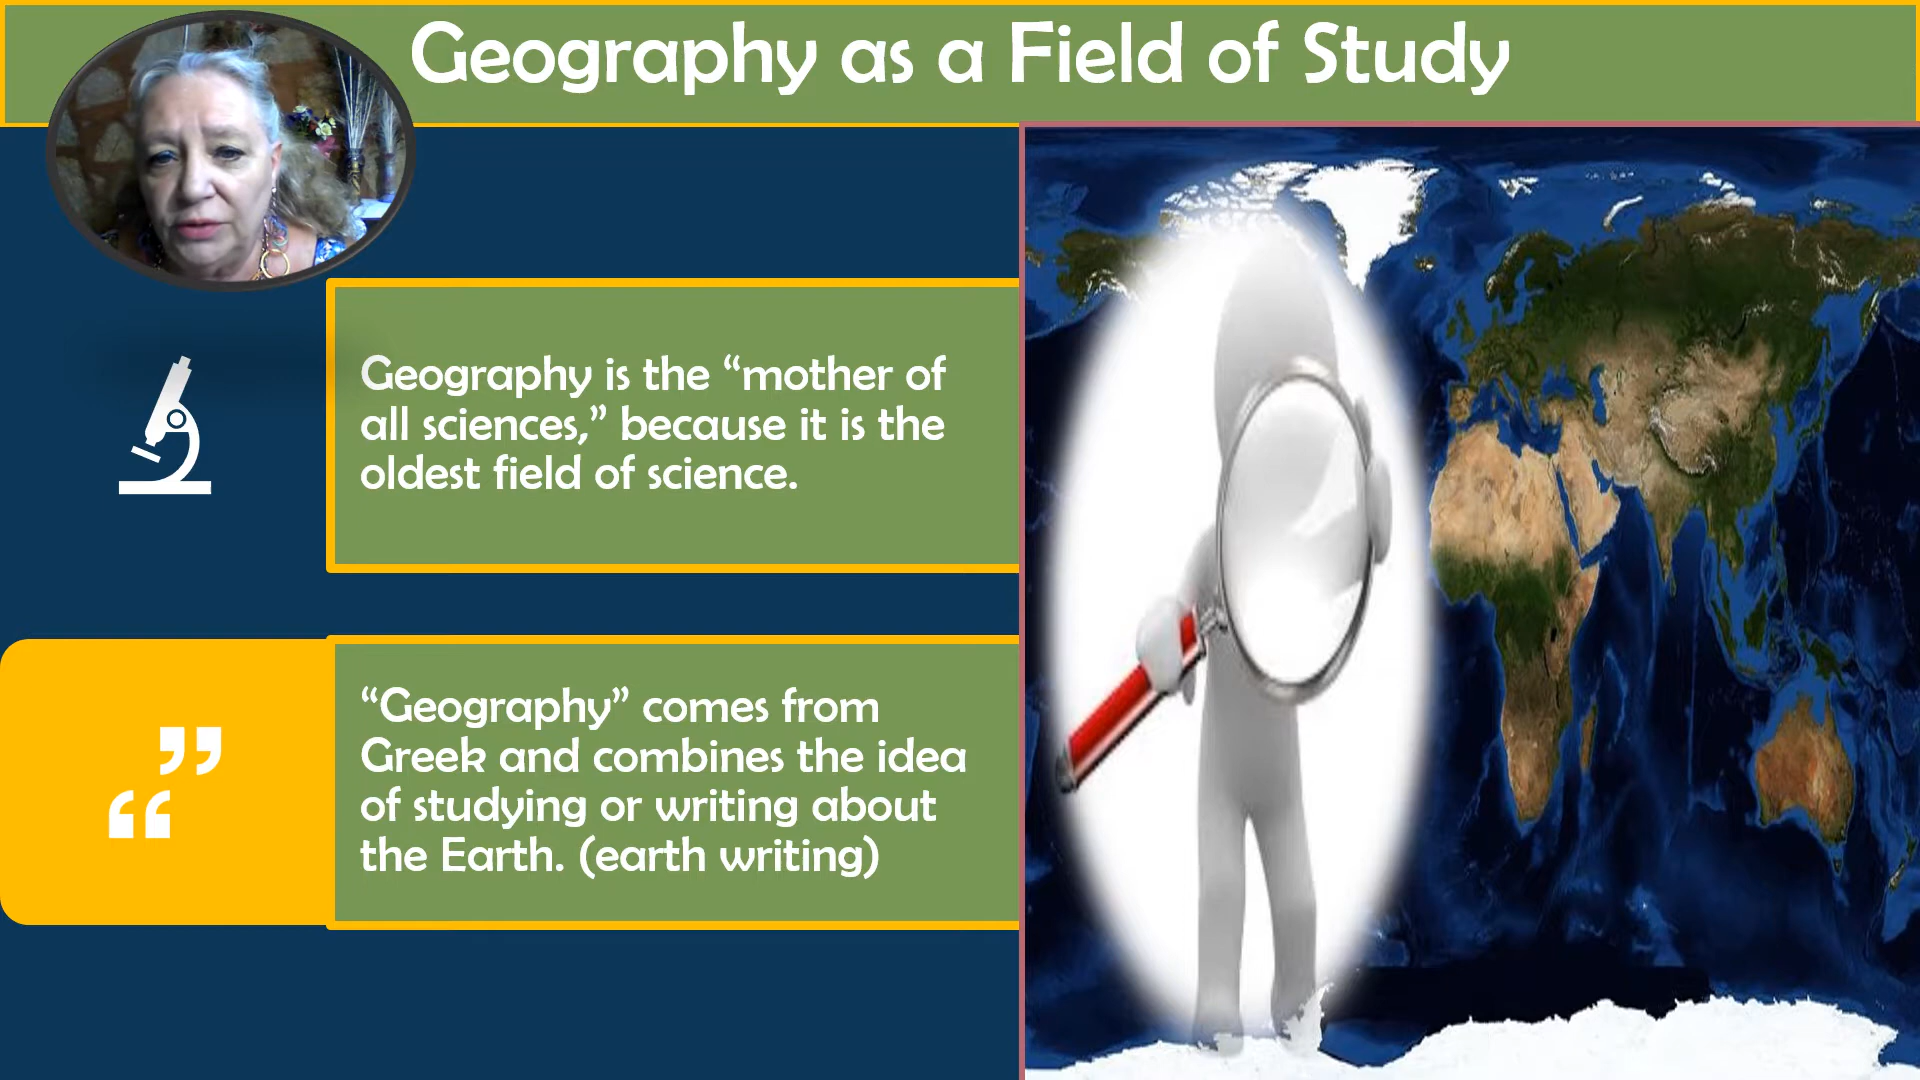 Geography as a Field of Study
Geography is the “mother of
all sciences,” because it is the
oldest field of science.
“Geography” comes from
Greek and combines the idea
of studying or writing about
the Earth. (earth writing)